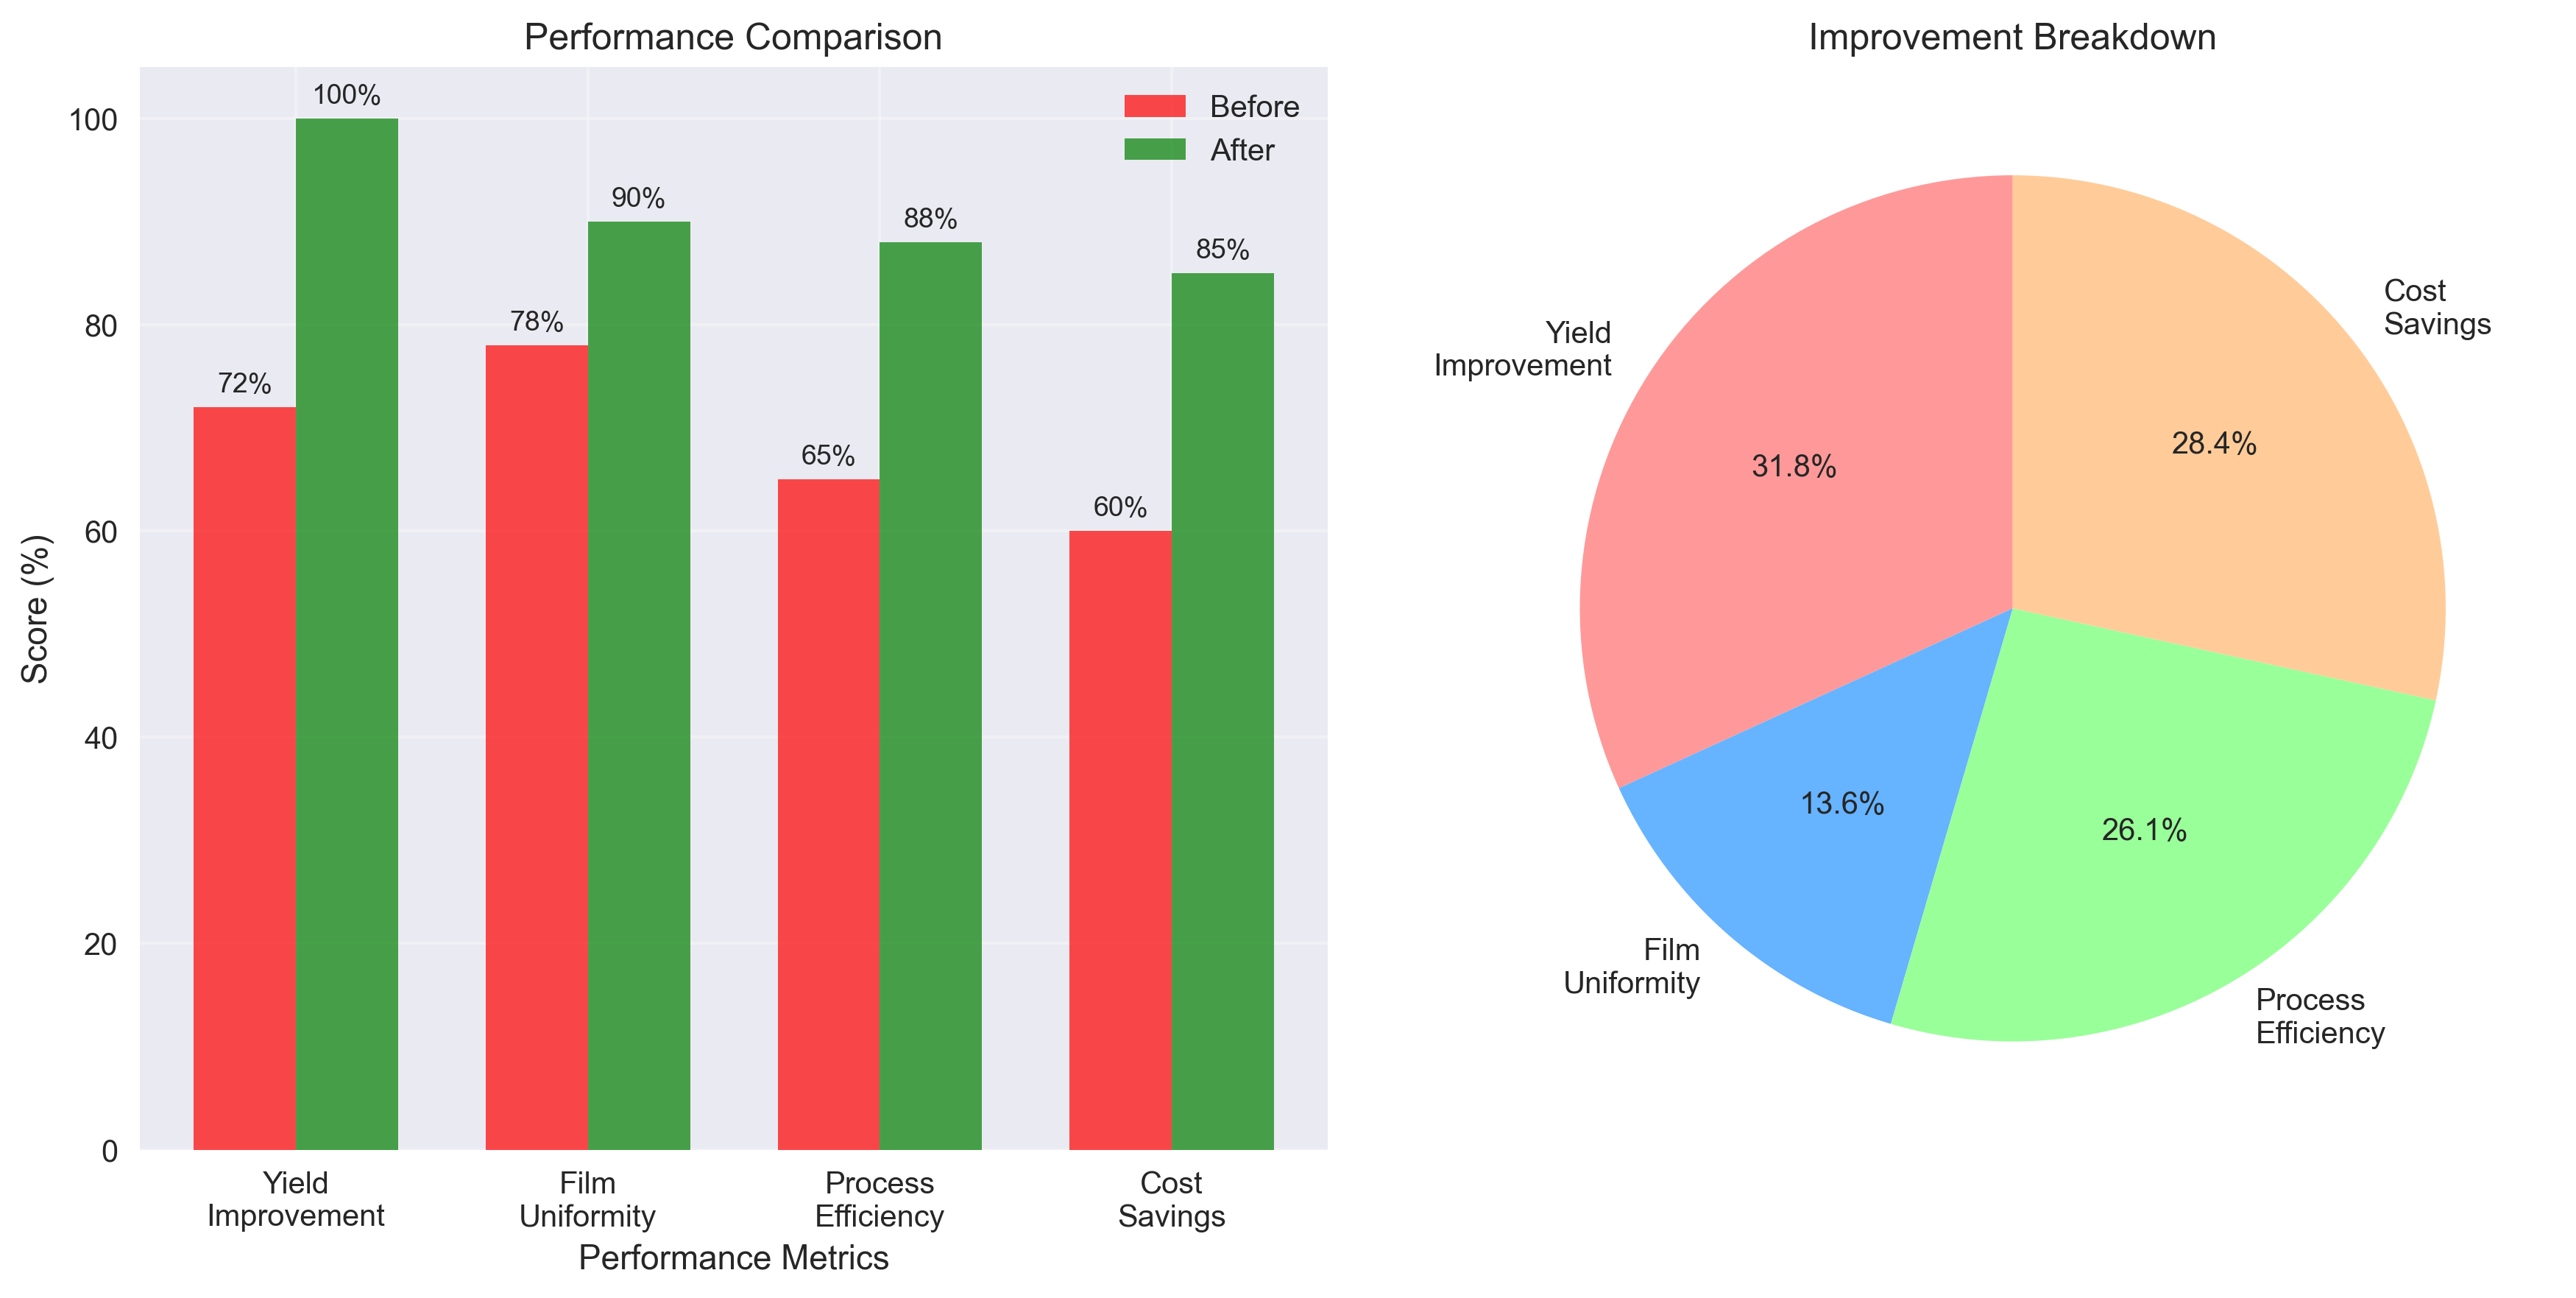 Performance Comparison
Before
After
100%
90%
88%
85%
78%
72%
65%
60%
100
80
60
40
20
0
Score (%)
Yield
Improvement
Film
Uniformity
Process
Efficiency
Cost
Savings
Performance Metrics
Improvement Breakdown
Cost
Savings
Yield
Improvement
28.4%
31.8%
13.6%
26.1%
Film
Uniformity
Process
Efficiency